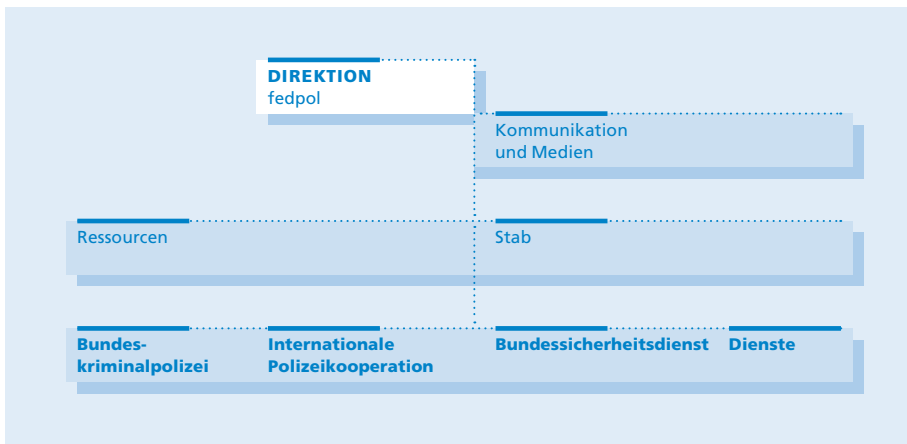 DIREKTION
fedpol
Kommunikation
und Medien
Ressourcen
Stab
Bundes-
kriminalpolizei
Internationale
Polizeikooperation
Bundessicherheitsdienst
Dienste